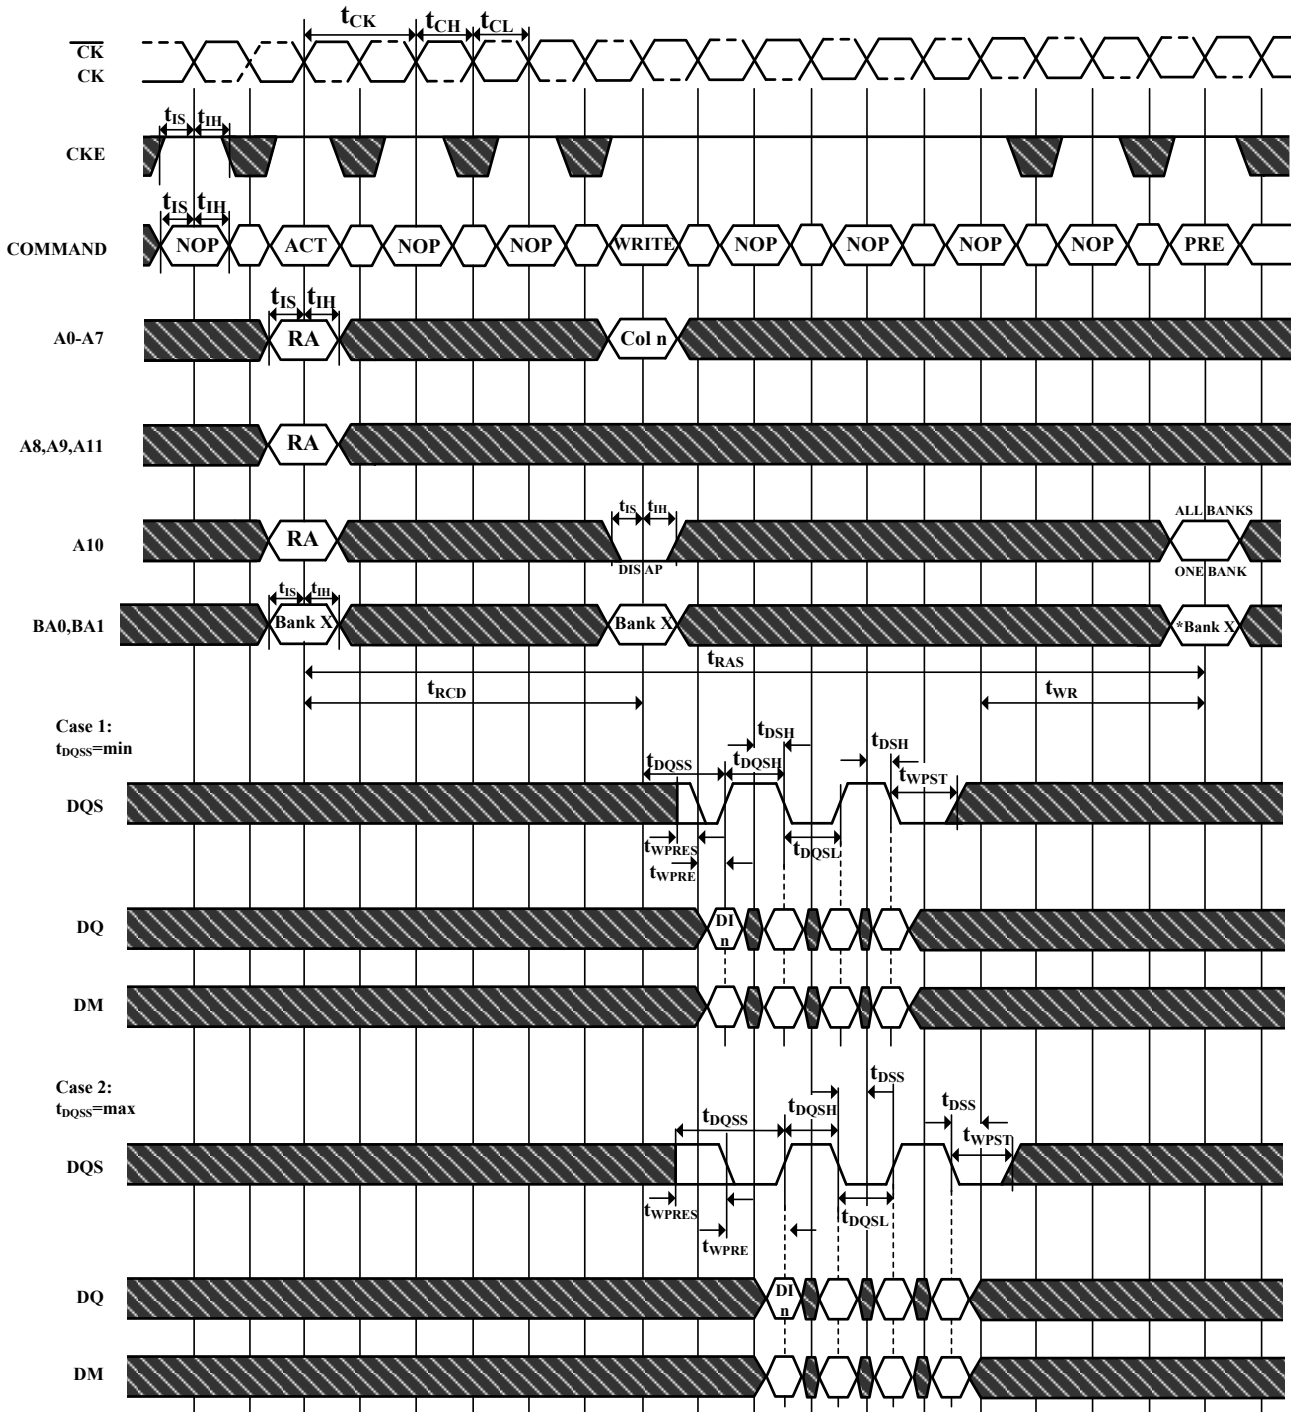 tCK tCH tCL
CK
CK
tIS tIH
CKE
tIS tIH
COMMAND NOP ACT NOP NOP WRITE NOP NOP NOP NOP PRE
tIS tIH
A0-A7 RA Col n
A8,A9,A11 RA
tIS tIH ALL BANKS
A10 RA
DIS AP ONE BANK
tIS tIH
BA0,BA1 Bank X Bank X *Bank X
tRAS
tRCD tWR
Case 1:
tDQSS=min
tDSH tDSH
tDQSS tDQSH tWPST
DQS
tWPRES tDQSL
tWPRE
DQ DI
n
DM
Case 2:
tDQSS=max
tDSS tDSS
tDQSS tDQSH tWPST
DQS
tWPRES tDQSL
tWPRE
DQ DI
n
DM